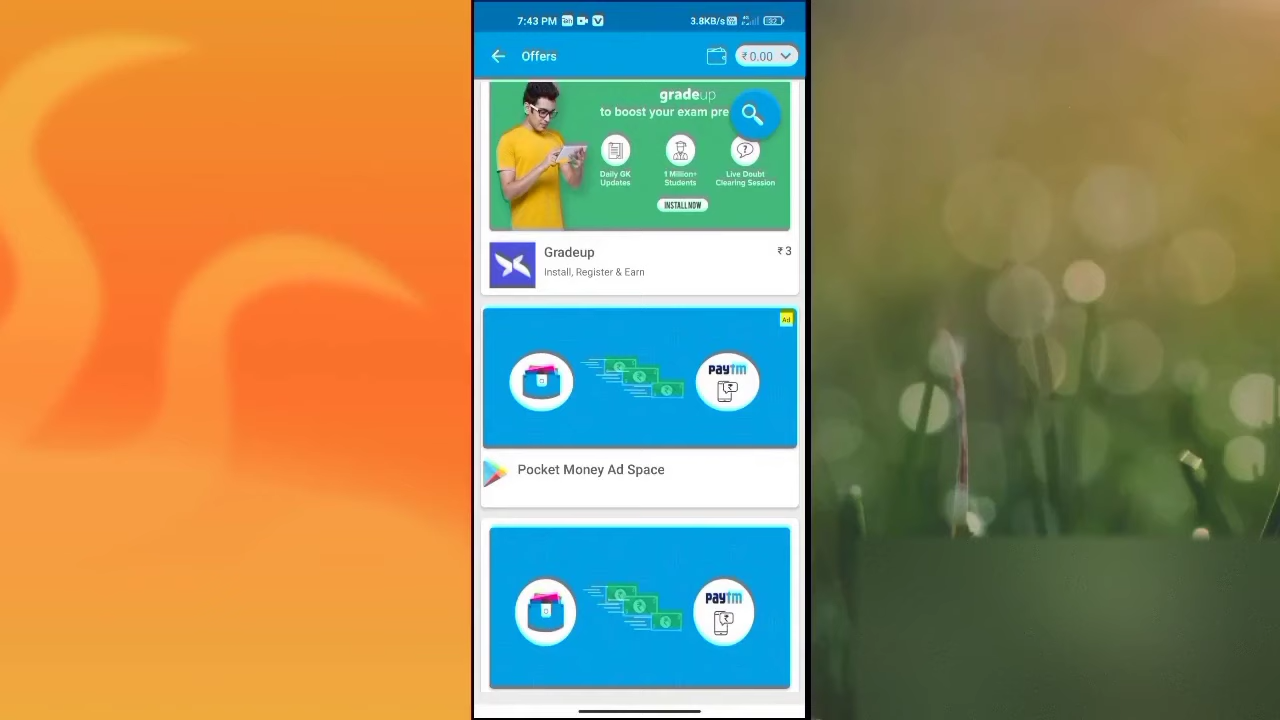 7:43 PM
3.8KB/s
Offers
₹ 0.00
gradeup
to boost your exam pre
Daily GK
Updates
1 Million+
Students
Live Doubt
Clearing Session
INSTALL NOW
Gradeup
₹ 3
Install, Register & Earn
Ad
paytm
Pocket Money Ad Space
paytm